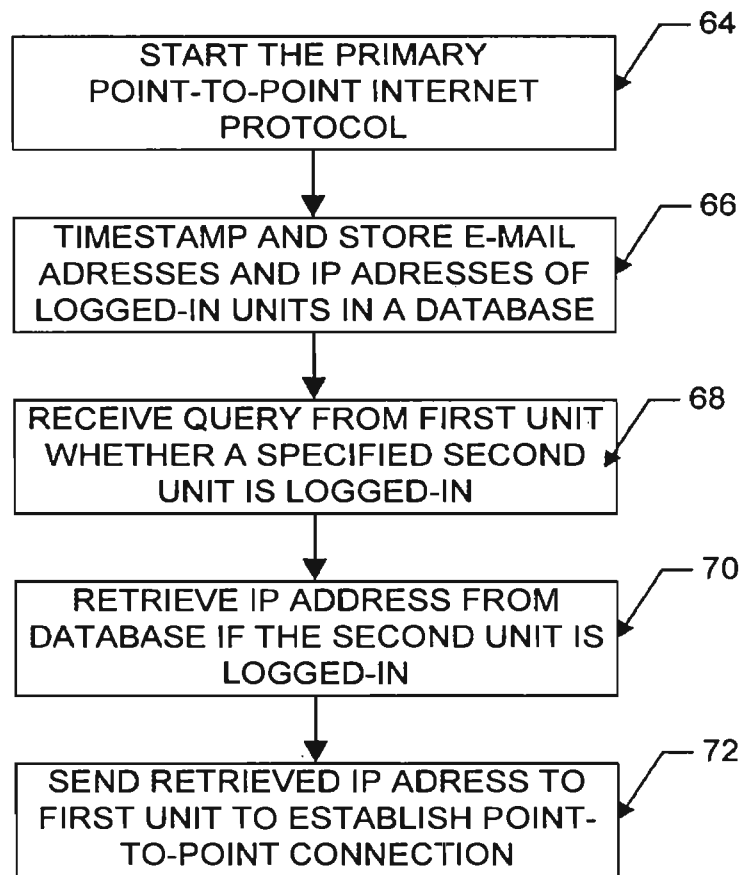 64
START THE PRIMARY
POINT-TO-POINT INTERNET
PROTOCOL
66
TIMESTAMP AND STORE E-MAIL
ADRESSES AND IP ADRESSES OF
LOGGED-IN UNITS IN A DATABASE
68
RECEIVE QUERY FROM FIRST UNIT
WHETHER A SPECIFIED SECOND
UNIT IS LOGGED-IN
70
RETRIEVE IP ADDRESS FROM
DATABASE IF THE SECOND UNIT IS
LOGGED-IN
72
SEND RETRIEVED IP ADRESS TO
FIRST UNIT TO ESTABLISH POINT-
TO-POINT CONNECTION